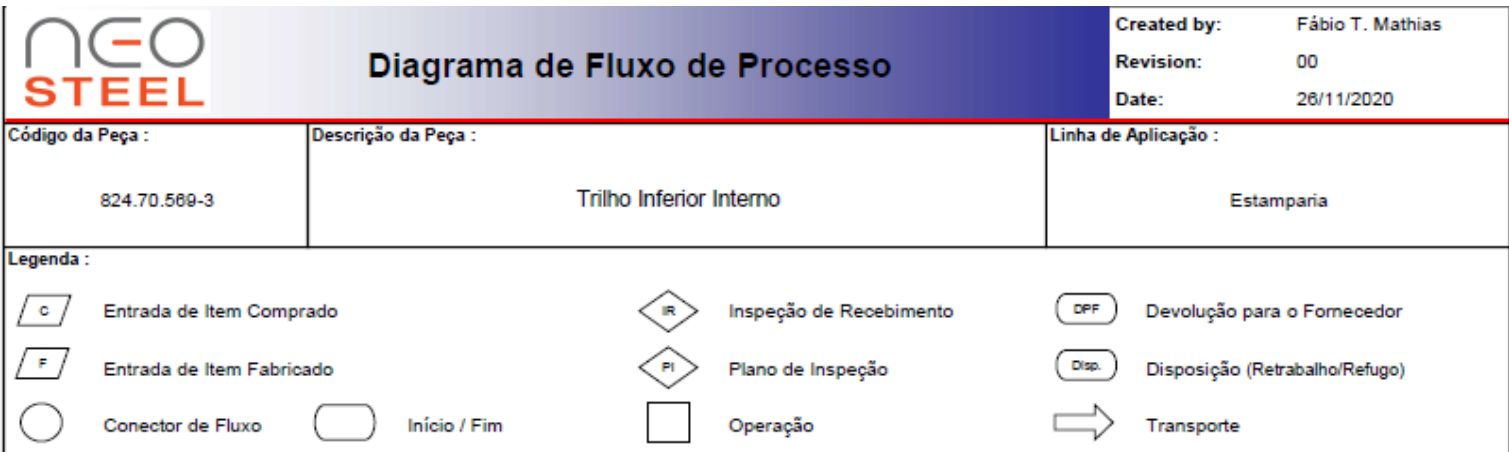 neo
STEEL
Diagrama de Fluxo de Processo
Created by: Fábio T. Mathias
Revision: 00
Date: 26/11/2020
Código da Peça : Descrição da Peça : Linha de Aplicação :
824.70.569-3 Trilho Inferior Interno Estamparia
Legenda :
C Entrada de Item Comprado IR Inspeção de Recebimento DPF Devolução para o Fornecedor
F Entrada de Item Fabricado PI Plano de Inspeção Disp. Disposição (Retrabalho/Refugo)
Conector de Fluxo Início / Fim Operação Transporte